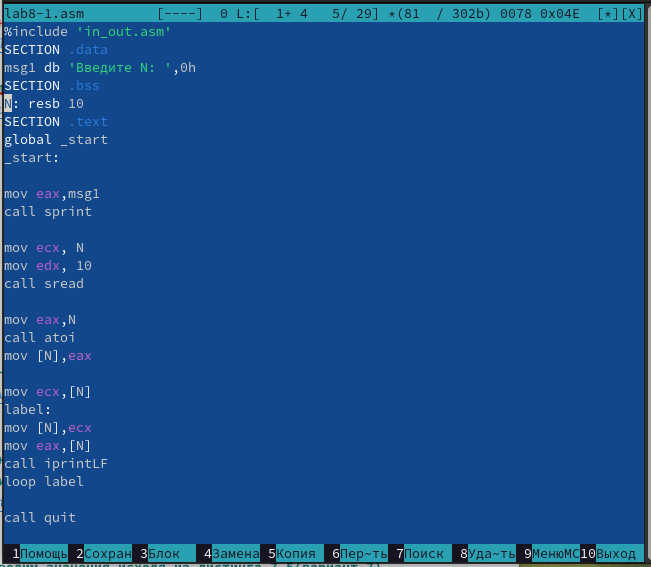 lab8-1.asm [----] 0 L:[ 1+ 4 5/ 29] *(81 / 302b) 0078 0x04E [*][X]
%include 'in_out.asm'
SECTION .data
msg1 db 'Введите N: ',0h
SECTION .bss
N: resb 10
SECTION .text
global _start
_start:
mov eax,msg1
call sprint
mov ecx, N
mov edx, 10
call sread
mov eax,N
call atoi
mov [N],eax
mov ecx,[N]
label:
mov [N],ecx
mov eax,[N]
call iprintLF
loop label
call quit
1Помощь 2Сохран 3Блок 4Замена 5Копия 6Пер~ть 7Поиск 8Уда~ть 9МенюМС 10Выход